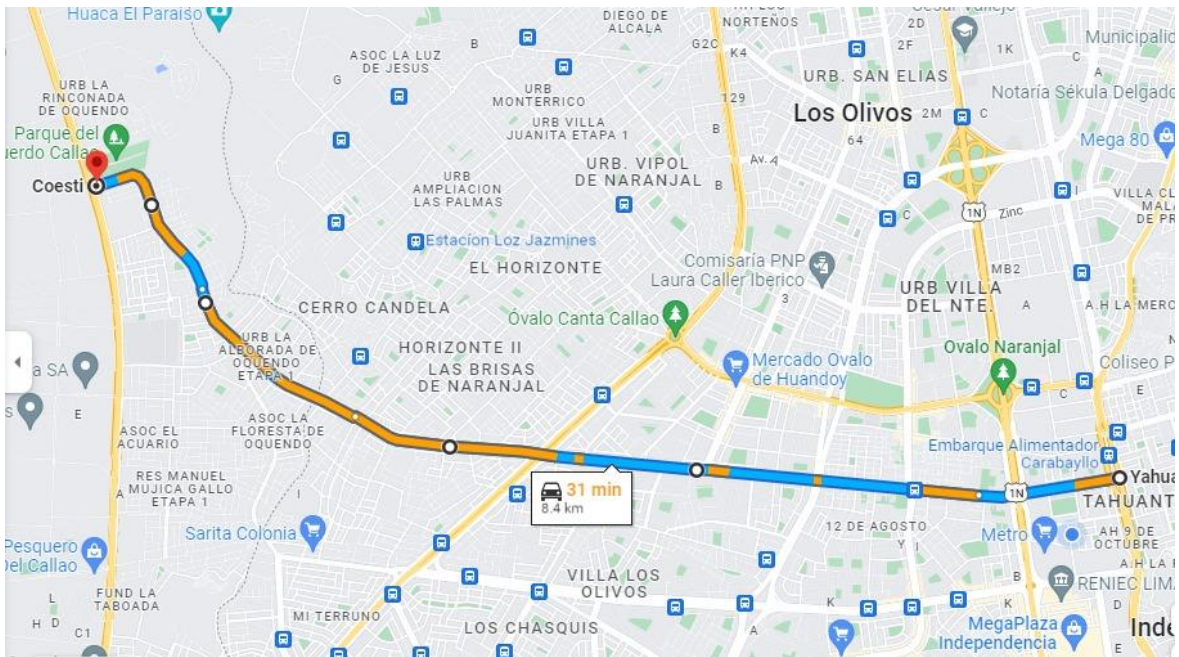 Huaca El Paraíso
DIEGO DE
ALCALA
NORTEÑOS
2D
Municipalid
B
G2C
K4
2F
1K
ASOC LA LUZ
DE JESUS
G
URB LA
RINCONADA
DE OQUENDO
URB
MONTERRICO
129
URB. SAN ELIAS
C
A
Notaría Sékula Delgado
Los Olivos
2M
C
URB VILLA
JUANITA ETAPA 1
B
64
Mega 80
Parque del
uerdo Callao
URB. VIPOL
DE NARANJAL
B
Av. 4
Coesti
URB
AMPLIACION
LAS PALMAS
1N
Zinc
C
Estacion Loz Jazmines
EL HORIZONTE
Comisaría PNP
Laura Caller Iberico
3
MB2
URB VILLA
DEL NTE.
A
A.H LA MERC
CERRO CANDELA
Óvalo Canta Callao
URB LA
ALBORADA DE
OQUENDO
ETAPA 1
HORIZONTE II
LAS BRISAS
DE NARANJAL
Mercado Ovalo
de Huandoy
Ovalo Naranjal
Coliseo P
a SA
E
C
E
ASOC EL
ACUARIO
ASOC LA
FLORESTA DE
OQUENDO
Embarque Alimentador
Carabayllo
RES MANUEL
MUJICA GALLO
ETAPA 1
A
I
31 min
8.4 km
1N
Yahua
TAHUANT
Sarita Colonia
12 DE AGOSTO
Y
I
Metro
AH 9 DE
OCTUBRE
Pesquero
Del Callao
VILLA LOS
OLIVOS
B
RENIEC LIM
FUND LA
TABOADA
L
H
D
C1
MI TERRUNO
LOS CHASQUIS
A
K
K
D
MegaPlaza
Independencia
Inde
E